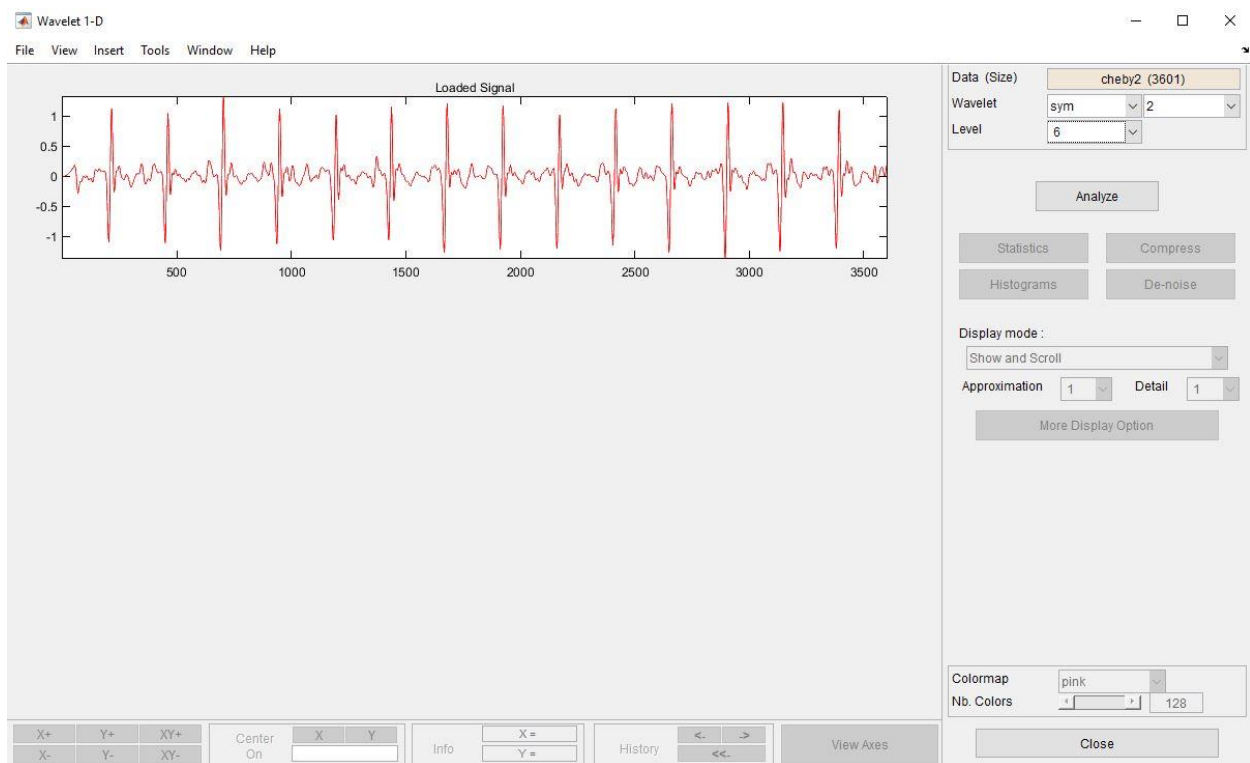 Wavelet 1-D
File View Insert Tools Window Help
Loaded Signal
1
0.5
0
-0.5
-1
500 1000 1500 2000 2500 3000 3500
Data (Size) cheby2 (3601)
Wavelet sym 2
Level 6
Analyze
Statistics Compress
Histograms De-noise
Display mode :
Show and Scroll
Approximation 1 Detail 1
More Display Option
Colormap pink
Nb. Colors 128
X+ Y+ XY+
X- Y- XY-
Center
On
X Y
Info
X =
Y =
History
<- ->
<<-
View Axes
Close